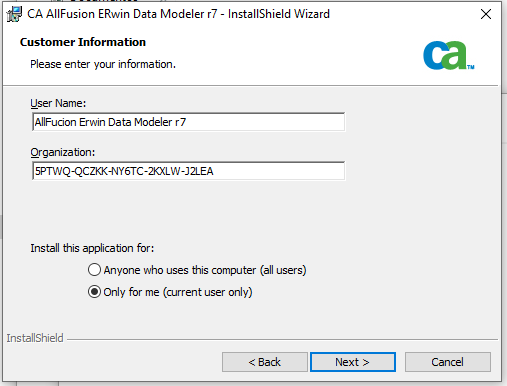 CA AllFusion ERwin Data Modeler r7 - InstallShield Wizard
Customer Information
Please enter your information.
ca™
User Name:
AllFucion Erwin Data Modeler r7
Organization:
5PTWQ-QCZKK-NY6TC-2KXLW-J2LEA
Install this application for:
Anyone who uses this computer (all users)
Only for me (current user only)
InstallShield
< Back
Next >
Cancel